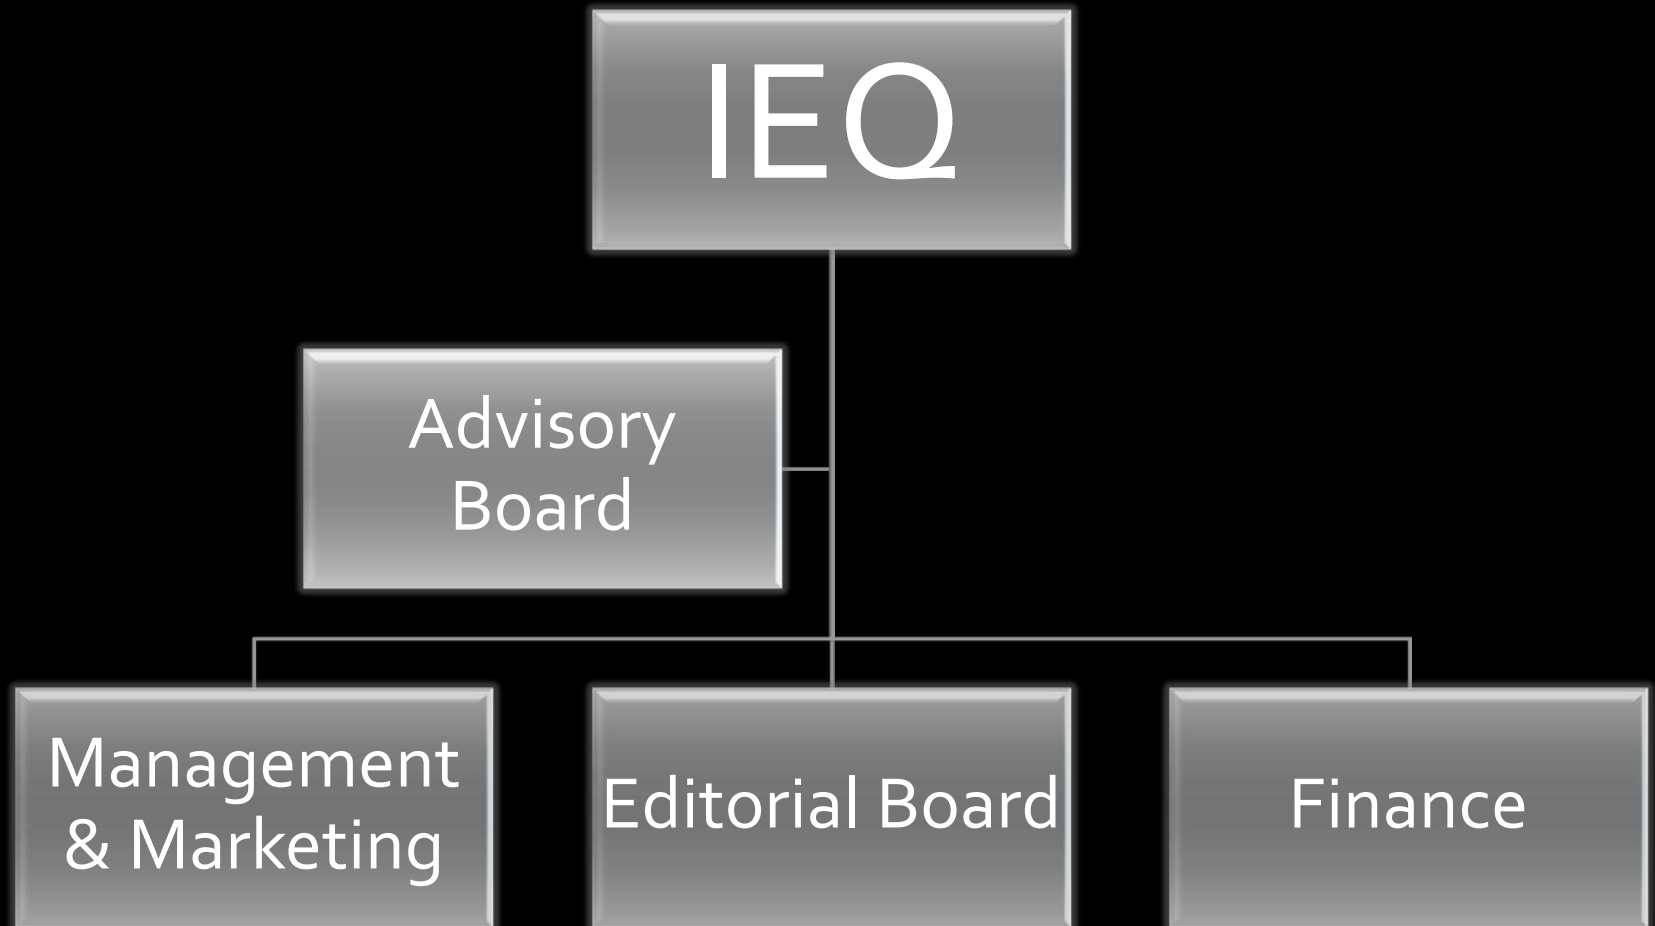 IEQ
Advisory
Board
Management
& Marketing
Editorial Board
Finance